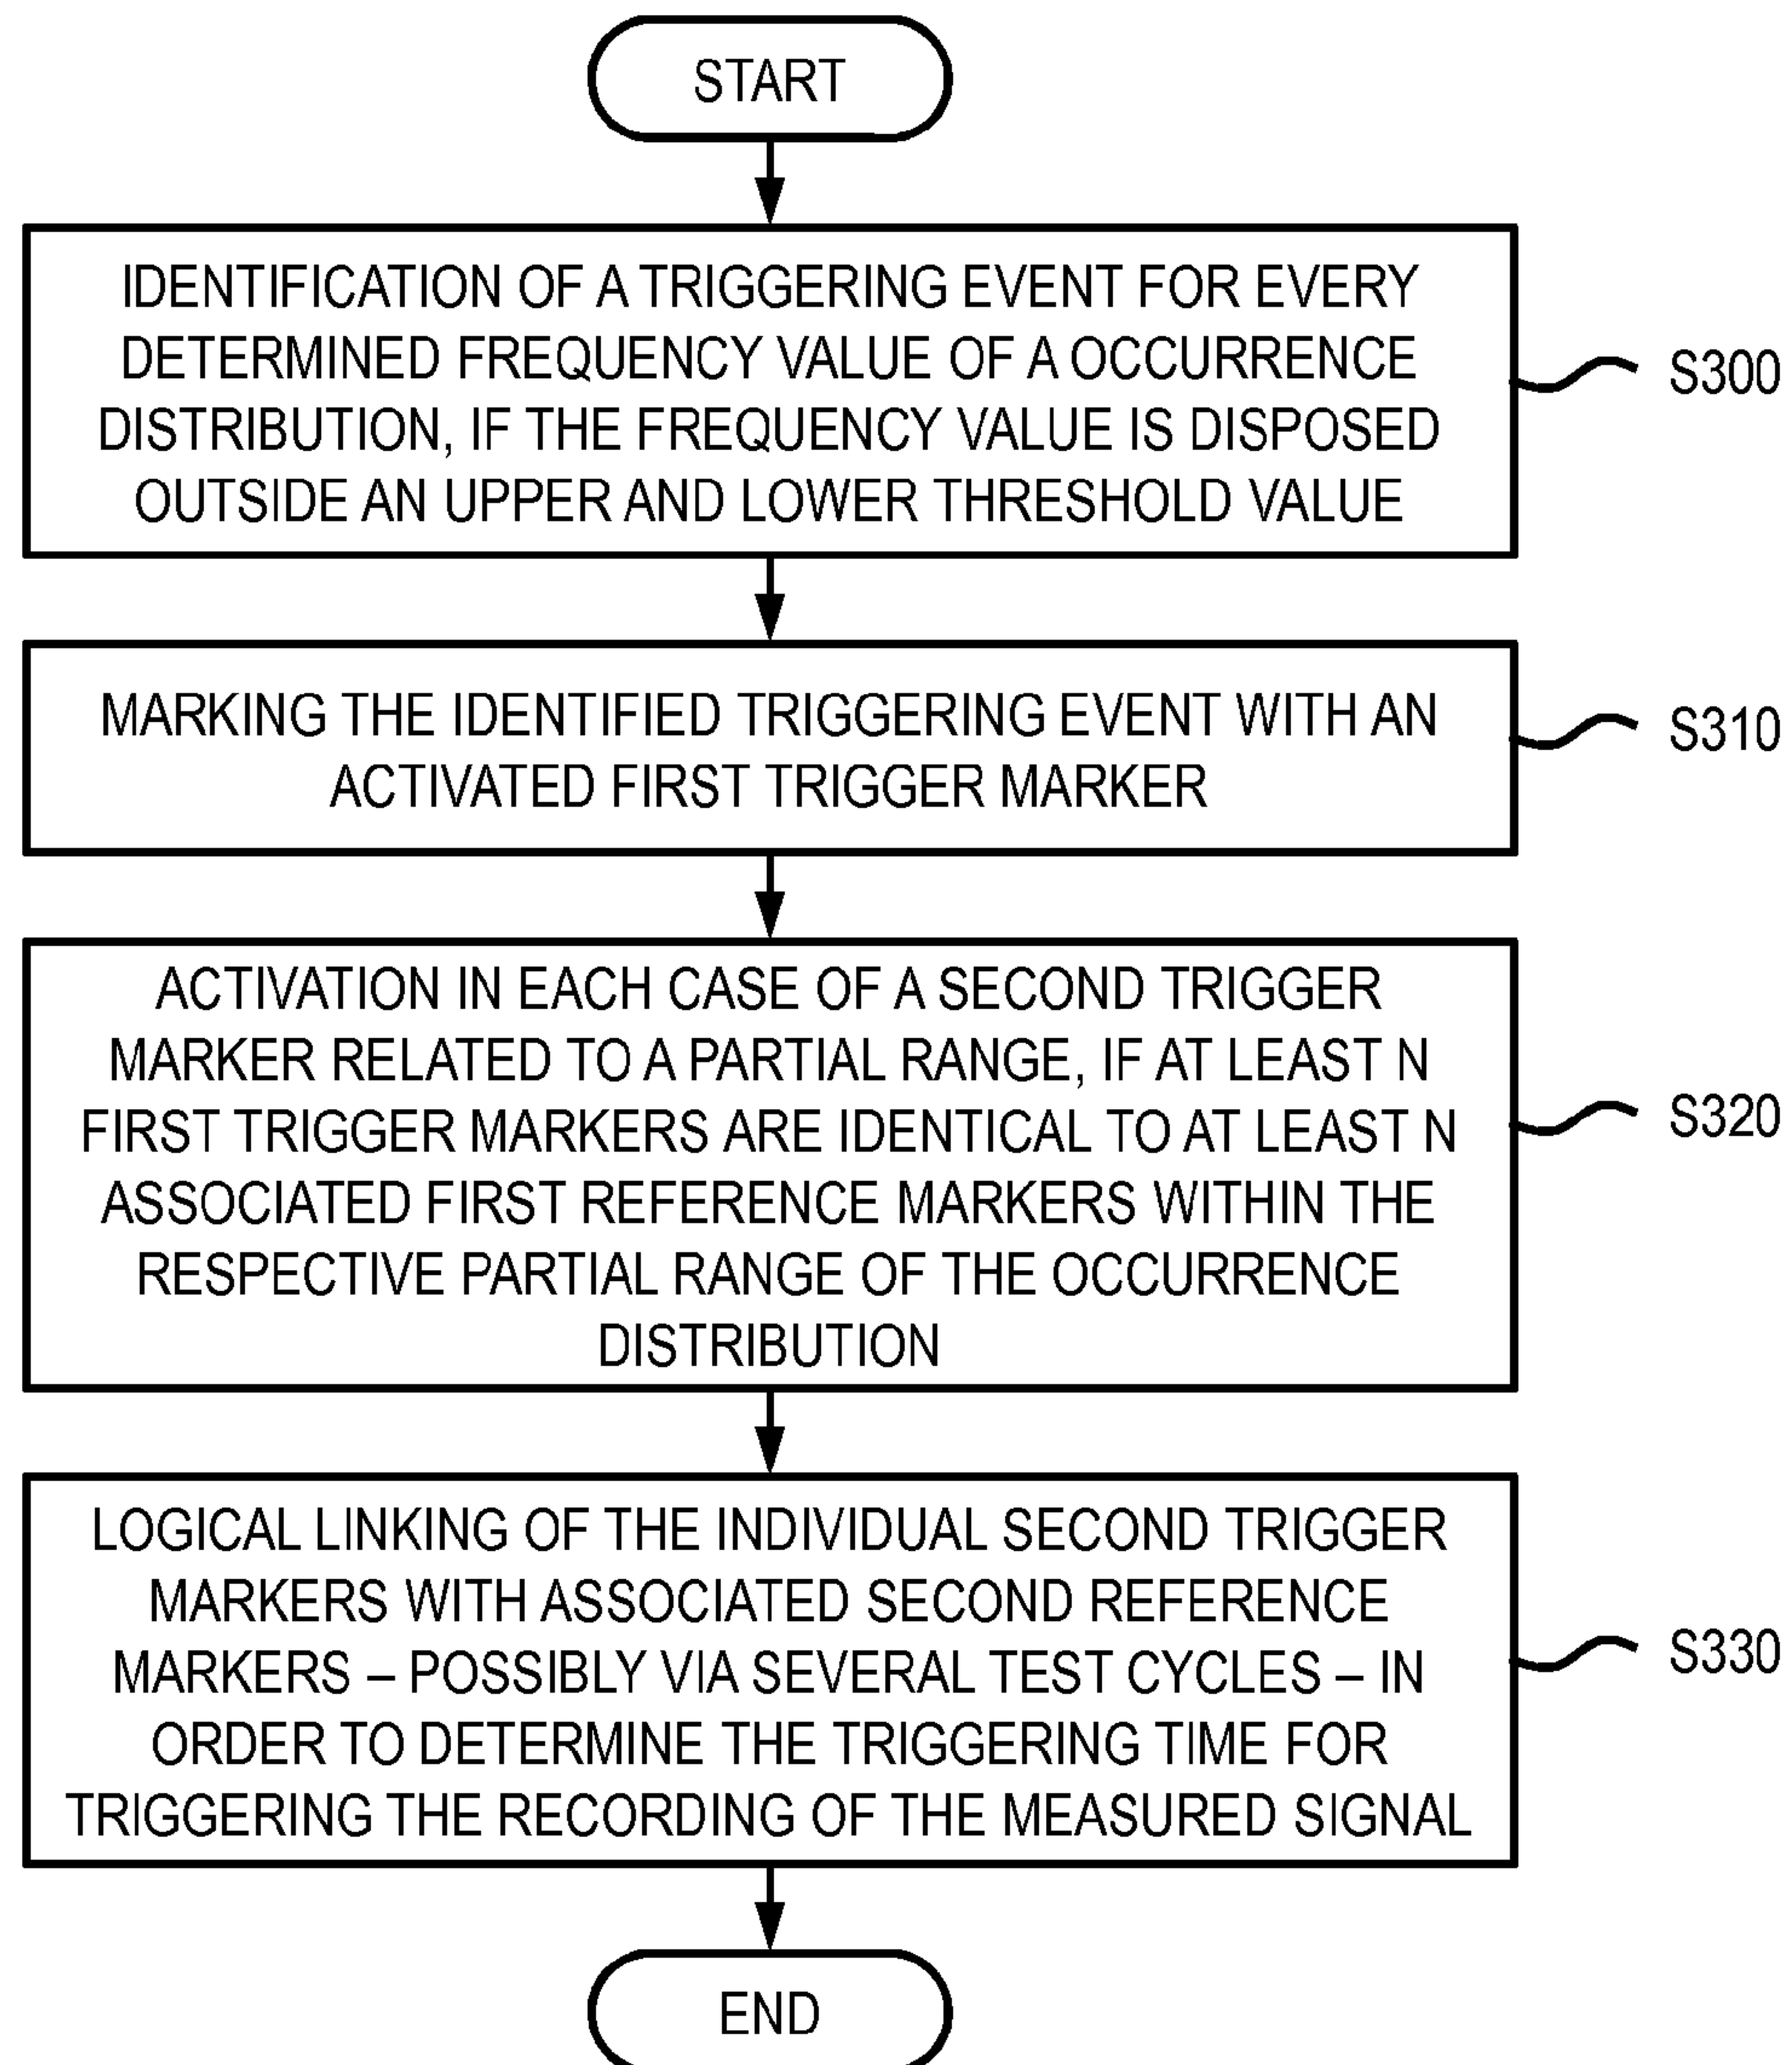 START
IDENTIFICATION OF A TRIGGERING EVENT FOR EVERY
DETERMINED FREQUENCY VALUE OF A OCCURRENCE
DISTRIBUTION, IF THE FREQUENCY VALUE IS DISPOSED
OUTSIDE AN UPPER AND LOWER THRESHOLD VALUE
S300
MARKING THE IDENTIFIED TRIGGERING EVENT WITH AN
ACTIVATED FIRST TRIGGER MARKER
S310
ACTIVATION IN EACH CASE OF A SECOND TRIGGER
MARKER RELATED TO A PARTIAL RANGE, IF AT LEAST N
FIRST TRIGGER MARKERS ARE IDENTICAL TO AT LEAST N
ASSOCIATED FIRST REFERENCE MARKERS WITHIN THE
RESPECTIVE PARTIAL RANGE OF THE OCCURRENCE
DISTRIBUTION
S320
LOGICAL LINKING OF THE INDIVIDUAL SECOND TRIGGER
MARKERS WITH ASSOCIATED SECOND REFERENCE
MARKERS – POSSIBLY VIA SEVERAL TEST CYCLES – IN
ORDER TO DETERMINE THE TRIGGERING TIME FOR
TRIGGERING THE RECORDING OF THE MEASURED SIGNAL
S330
END